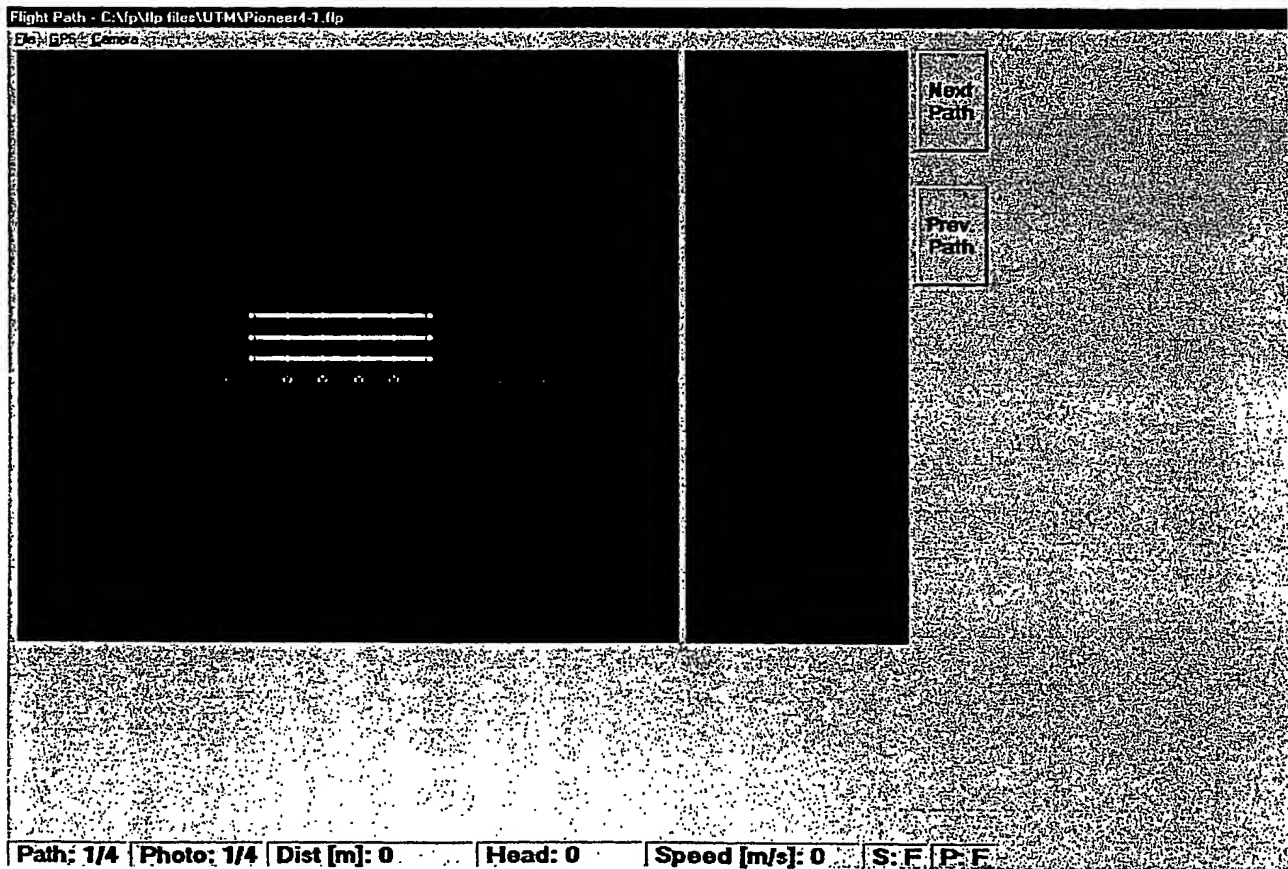 Flight Path - C:\fp\flp files\UTM\Pioneer4-1.flp
File GPS Camera
Next
Path
Prev.
Path
Path: 1/4 Photo: 1/4 Dist [m]: 0 Head: 0 Speed [m/s]: 0 S: F P: F